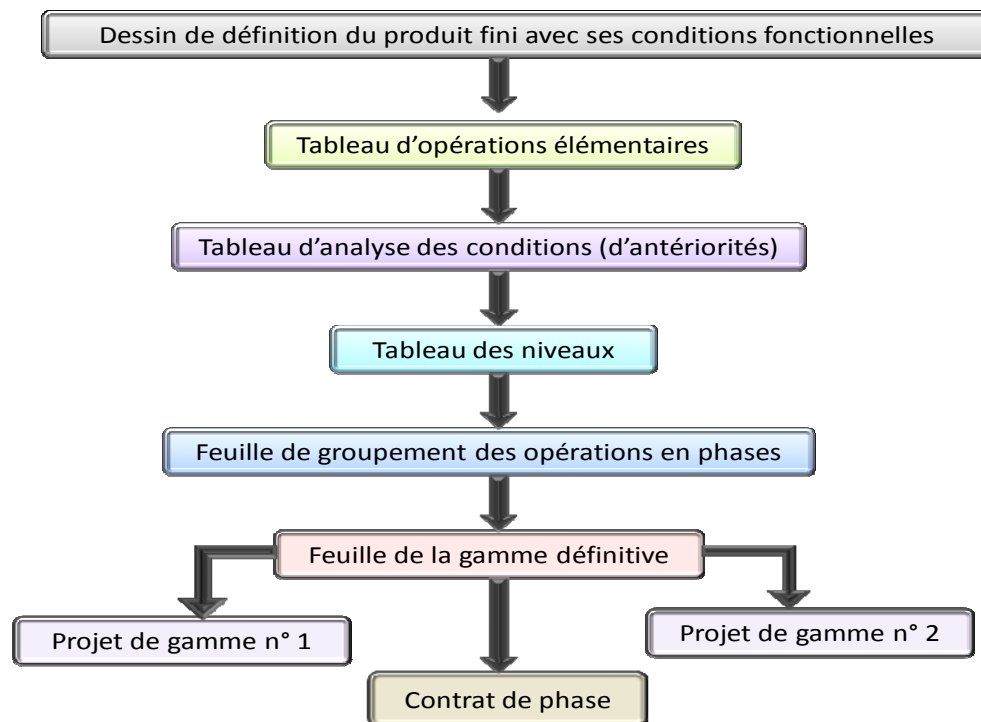 Dessin de définition du produit fini avec ses conditions fonctionnelles
Tableau d’opérations élémentaires
Tableau d’analyse des conditions (d’antériorités)
Tableau des niveaux
Feuille de groupement des opérations en phases
Feuille de la gamme définitive
Projet de gamme n° 1
Projet de gamme n° 2
Contrat de phase